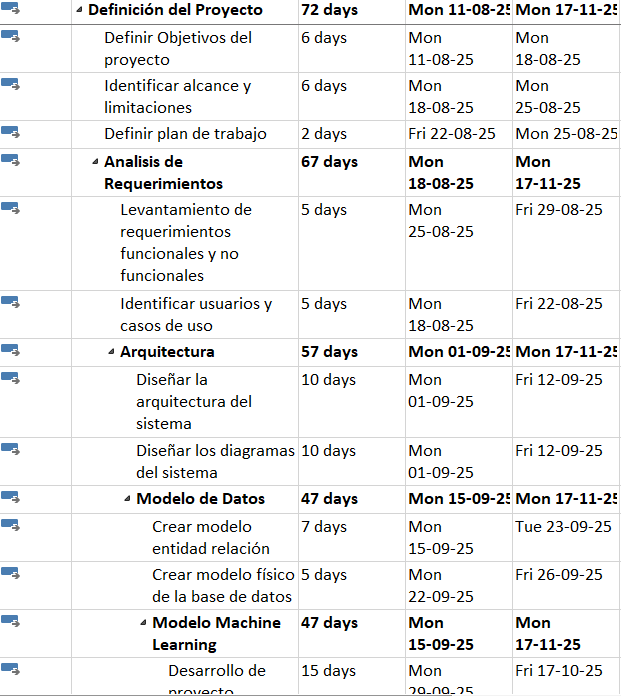 Definición del Proyecto 72 days Mon 11-08-25 Mon 17-11-25
Definir Objetivos del proyecto 6 days Mon 11-08-25 Mon 18-08-25
Identificar alcance y limitaciones 6 days Mon 18-08-25 Mon 25-08-25
Definir plan de trabajo 2 days Fri 22-08-25 Mon 25-08-25
Analisis de Requerimientos 67 days Mon 18-08-25 Mon 17-11-25
Levantamiento de requerimientos funcionales y no funcionales 5 days Mon 25-08-25 Fri 29-08-25
Identificar usuarios y casos de uso 5 days Mon 18-08-25 Fri 22-08-25
Arquitectura 57 days Mon 01-09-25 Mon 17-11-25
Diseñar la arquitectura del sistema 10 days Mon 01-09-25 Fri 12-09-25
Diseñar los diagramas del sistema 10 days Mon 01-09-25 Fri 12-09-25
Modelo de Datos 47 days Mon 15-09-25 Mon 17-11-25
Crear modelo entidad relación 7 days Mon 15-09-25 Tue 23-09-25
Crear modelo físico de la base de datos 5 days Mon 22-09-25 Fri 26-09-25
Modelo Machine Learning 47 days Mon 15-09-25 Mon 17-11-25
Desarrollo de proyecto 15 days Mon 29-09-25 Fri 17-10-25